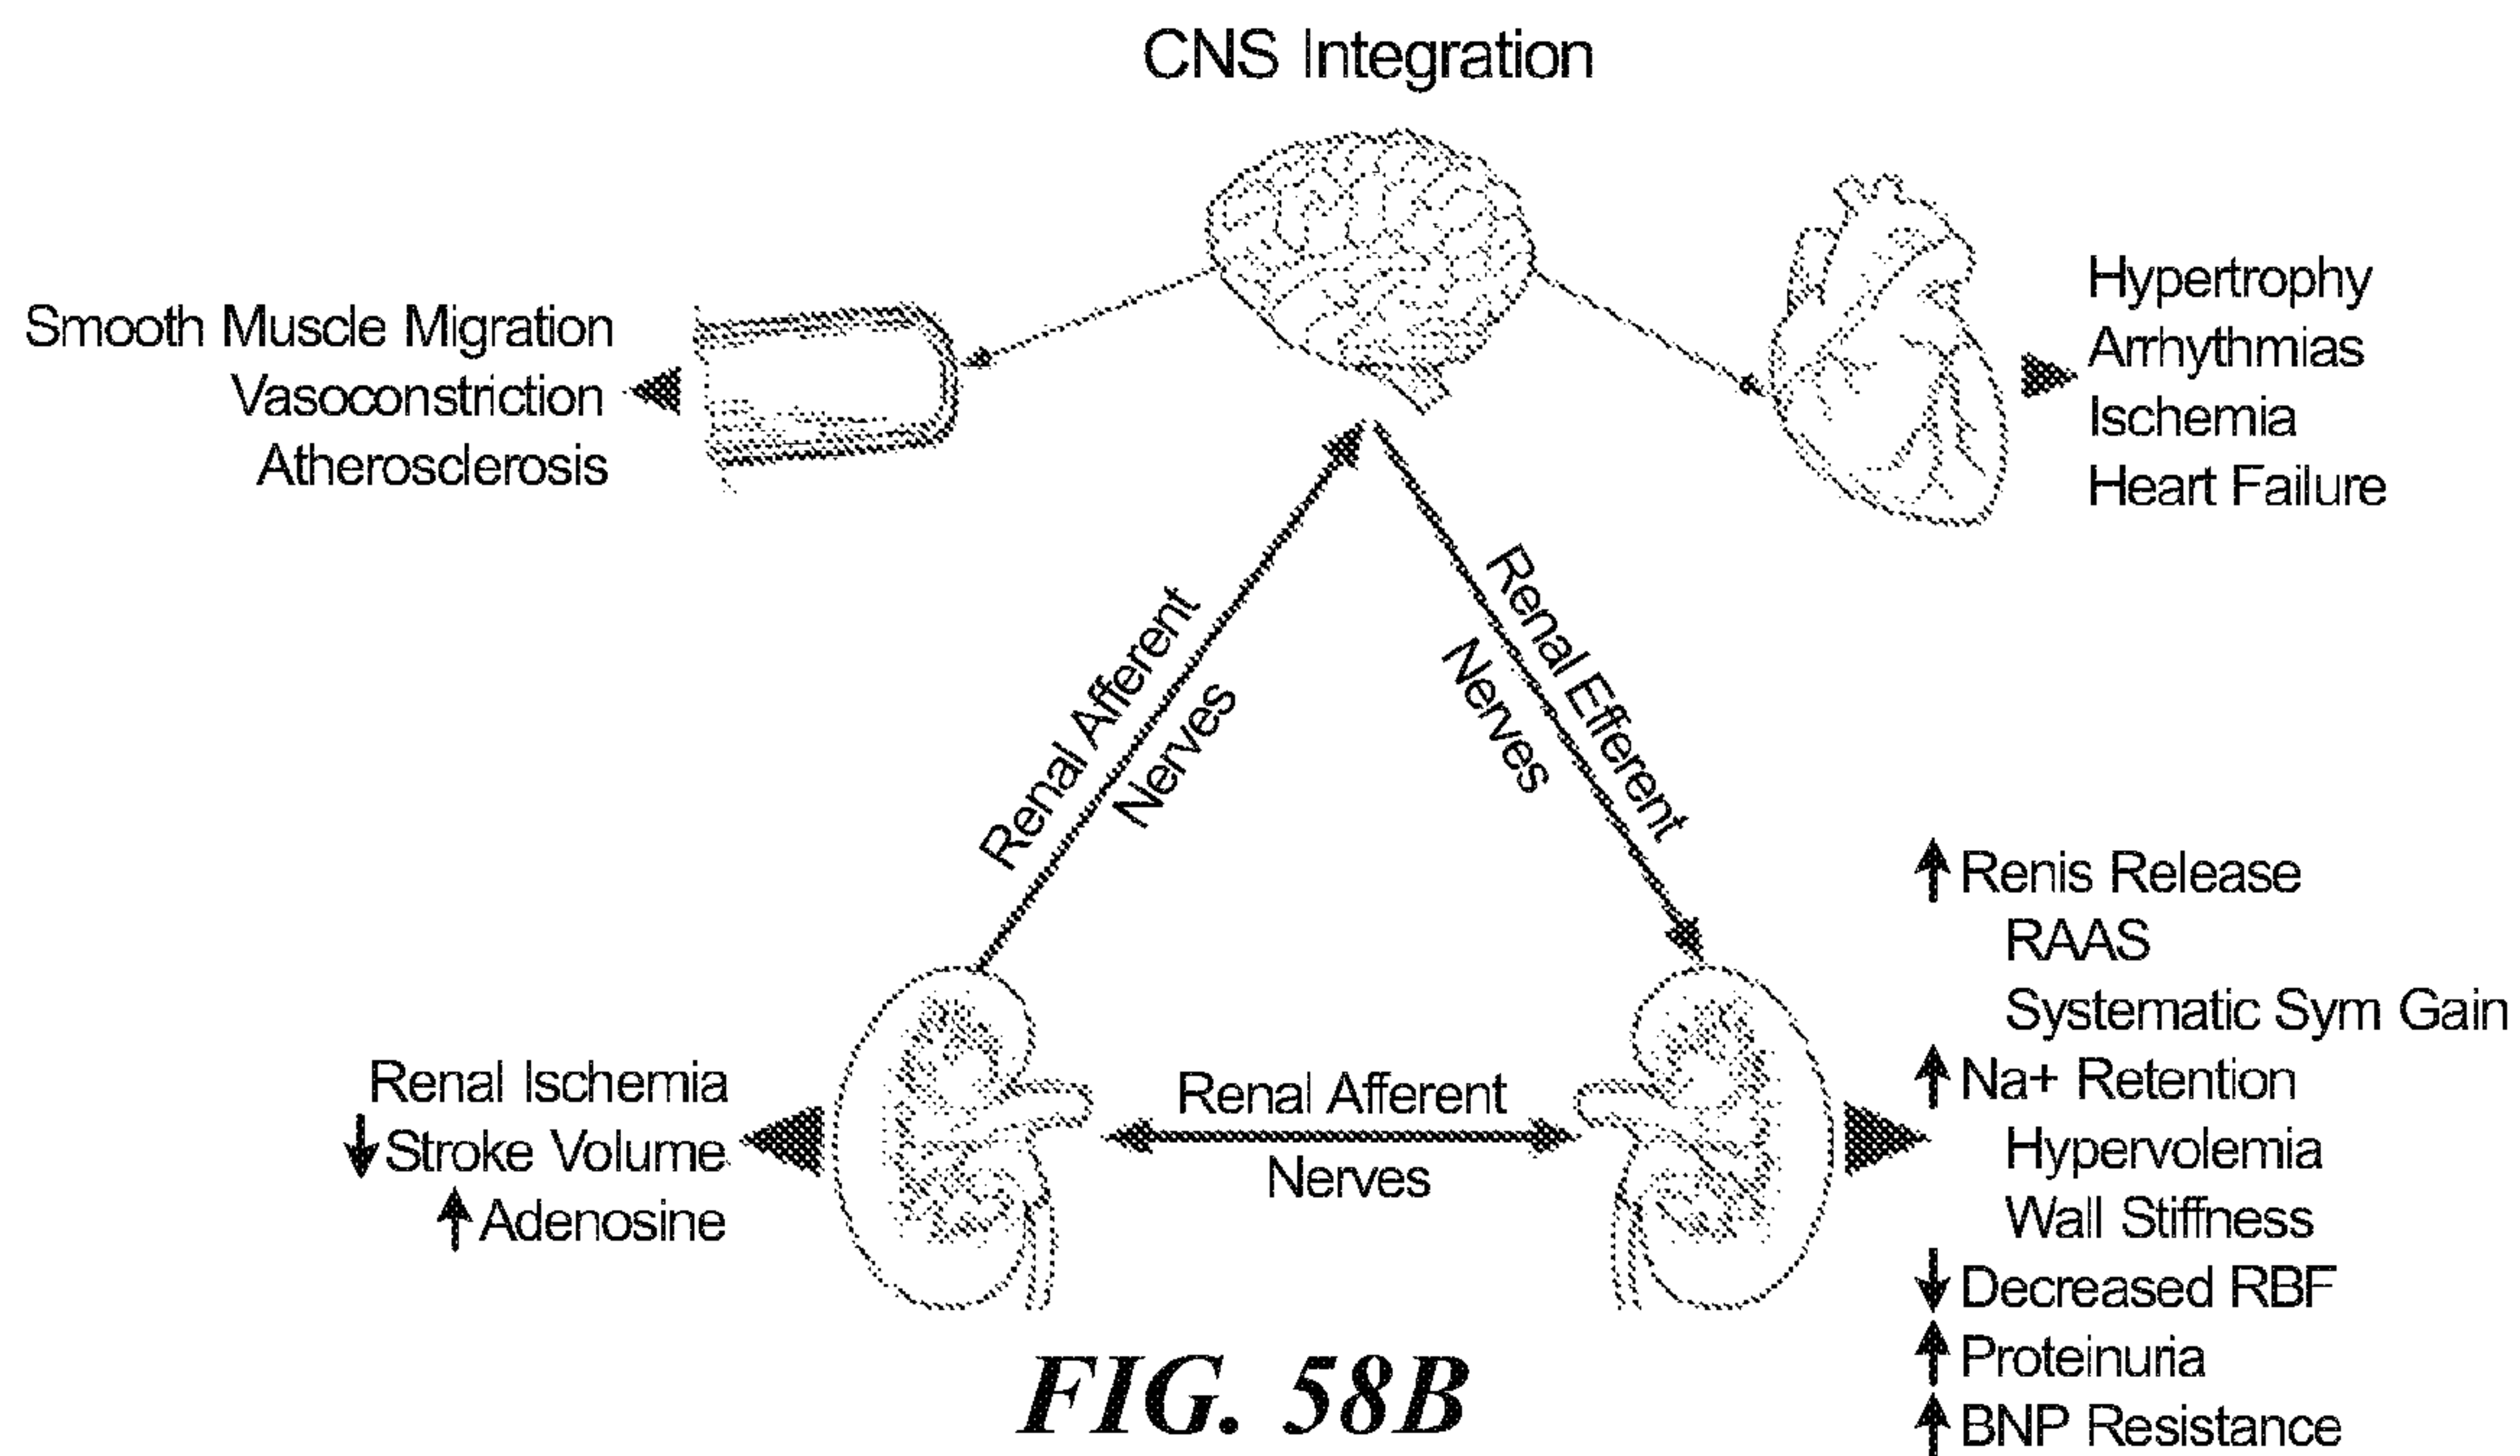 CNS Integration
Smooth Muscle Migration
Vasoconstriction
Atherosclerosis
Hypertrophy
Arrhythmias
Ischemia
Heart Failure
Renal Afferent
Nerves
Renal Efferent
Nerves
Renal Ischemia
↓Stroke Volume
↑Adenosine
Renal Afferent
Nerves
↑Renis Release
RAAS
Systematic Sym Gain
↑Na+ Retention
Hypervolemia
Wall Stiffness
↓Decreased RBF
↑Proteinuria
↑BNP Resistance
FIG. 58B